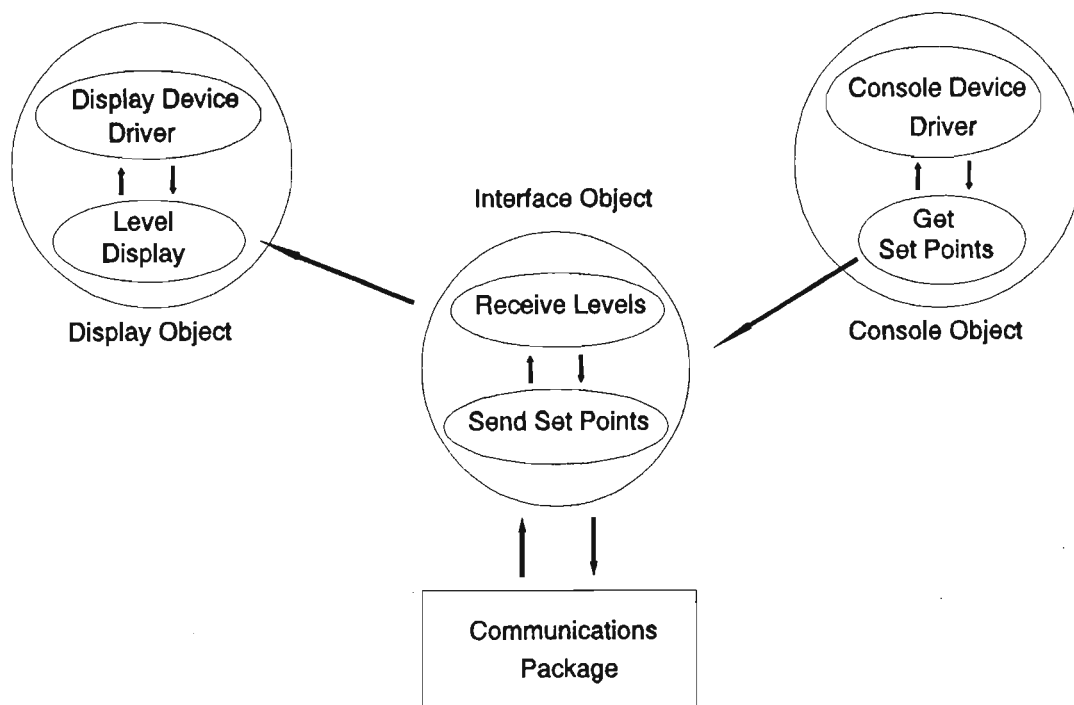 Display Device
Driver
Level
Display
Display Object
Interface Object
Receive Levels
Send Set Points
Console Device
Driver
Get
Set Points
Console Object
Communications
Package